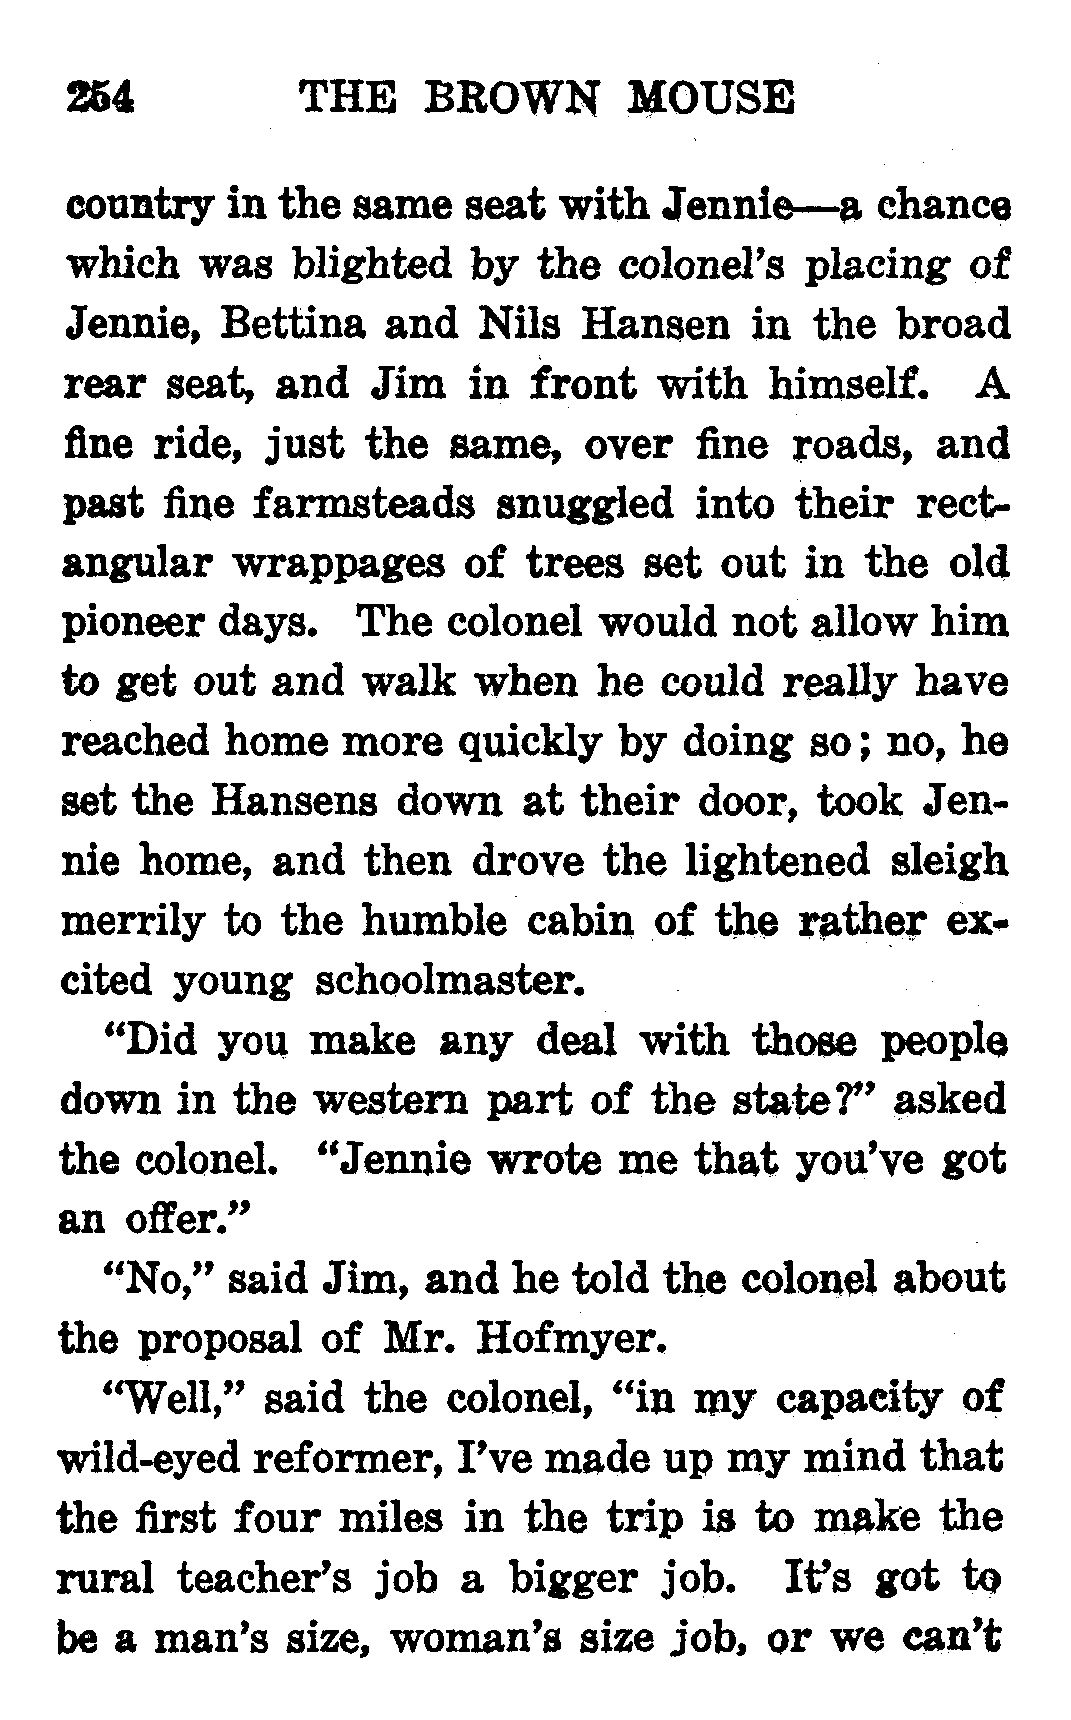 254 THE BROWN MOUSE
country in the same seat with Jennie—a chance
which was blighted by the colonel's placing of
Jennie, Bettina and Nils Hansen in the broad
rear seat, and Jim in front with himself. A
fine ride, just the same, over fine roads, and
past fine farmsteads snuggled into their rect-
angular wrappages of trees set out in the old
pioneer days. The colonel would not allow him
to get out and walk when he could really have
reached home more quickly by doing so; no, he
set the Hansens down at their door, took Jen-
nie home, and then drove the lightened sleigh
merrily to the humble cabin of the rather ex-
cited young schoolmaster.
"Did you make any deal with those people
down in the western part of the state?" asked
the colonel. "Jennie wrote me that you've got
an offer."
"No," said Jim, and he told the colonel about
the proposal of Mr. Hofmyer.
"Well," said the colonel, "in my capacity of
wild-eyed reformer, I've made up my mind that
the first four miles in the trip is to make the
rural teacher's job a bigger job. It's got to
be a man's size, woman's size job, or we can't